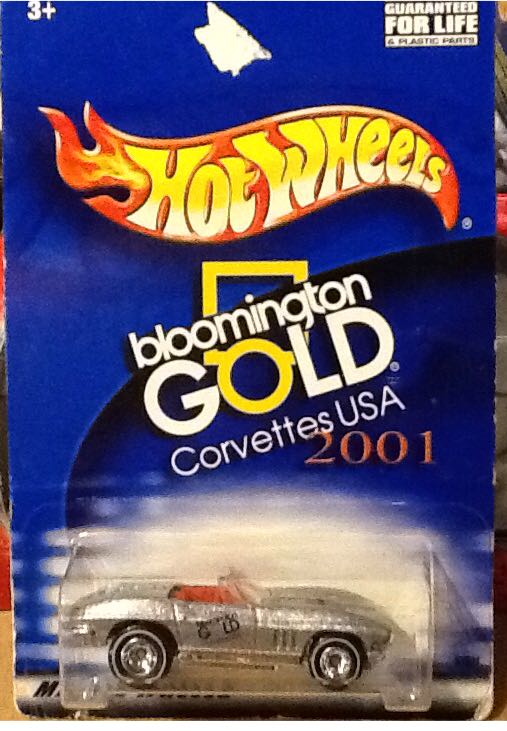 3+
GUARANTEED
FOR LIFE
& PLASTIC PARTS
HOT WHEELS
®
bloomington
GOLD®
Corvettes USA
2001